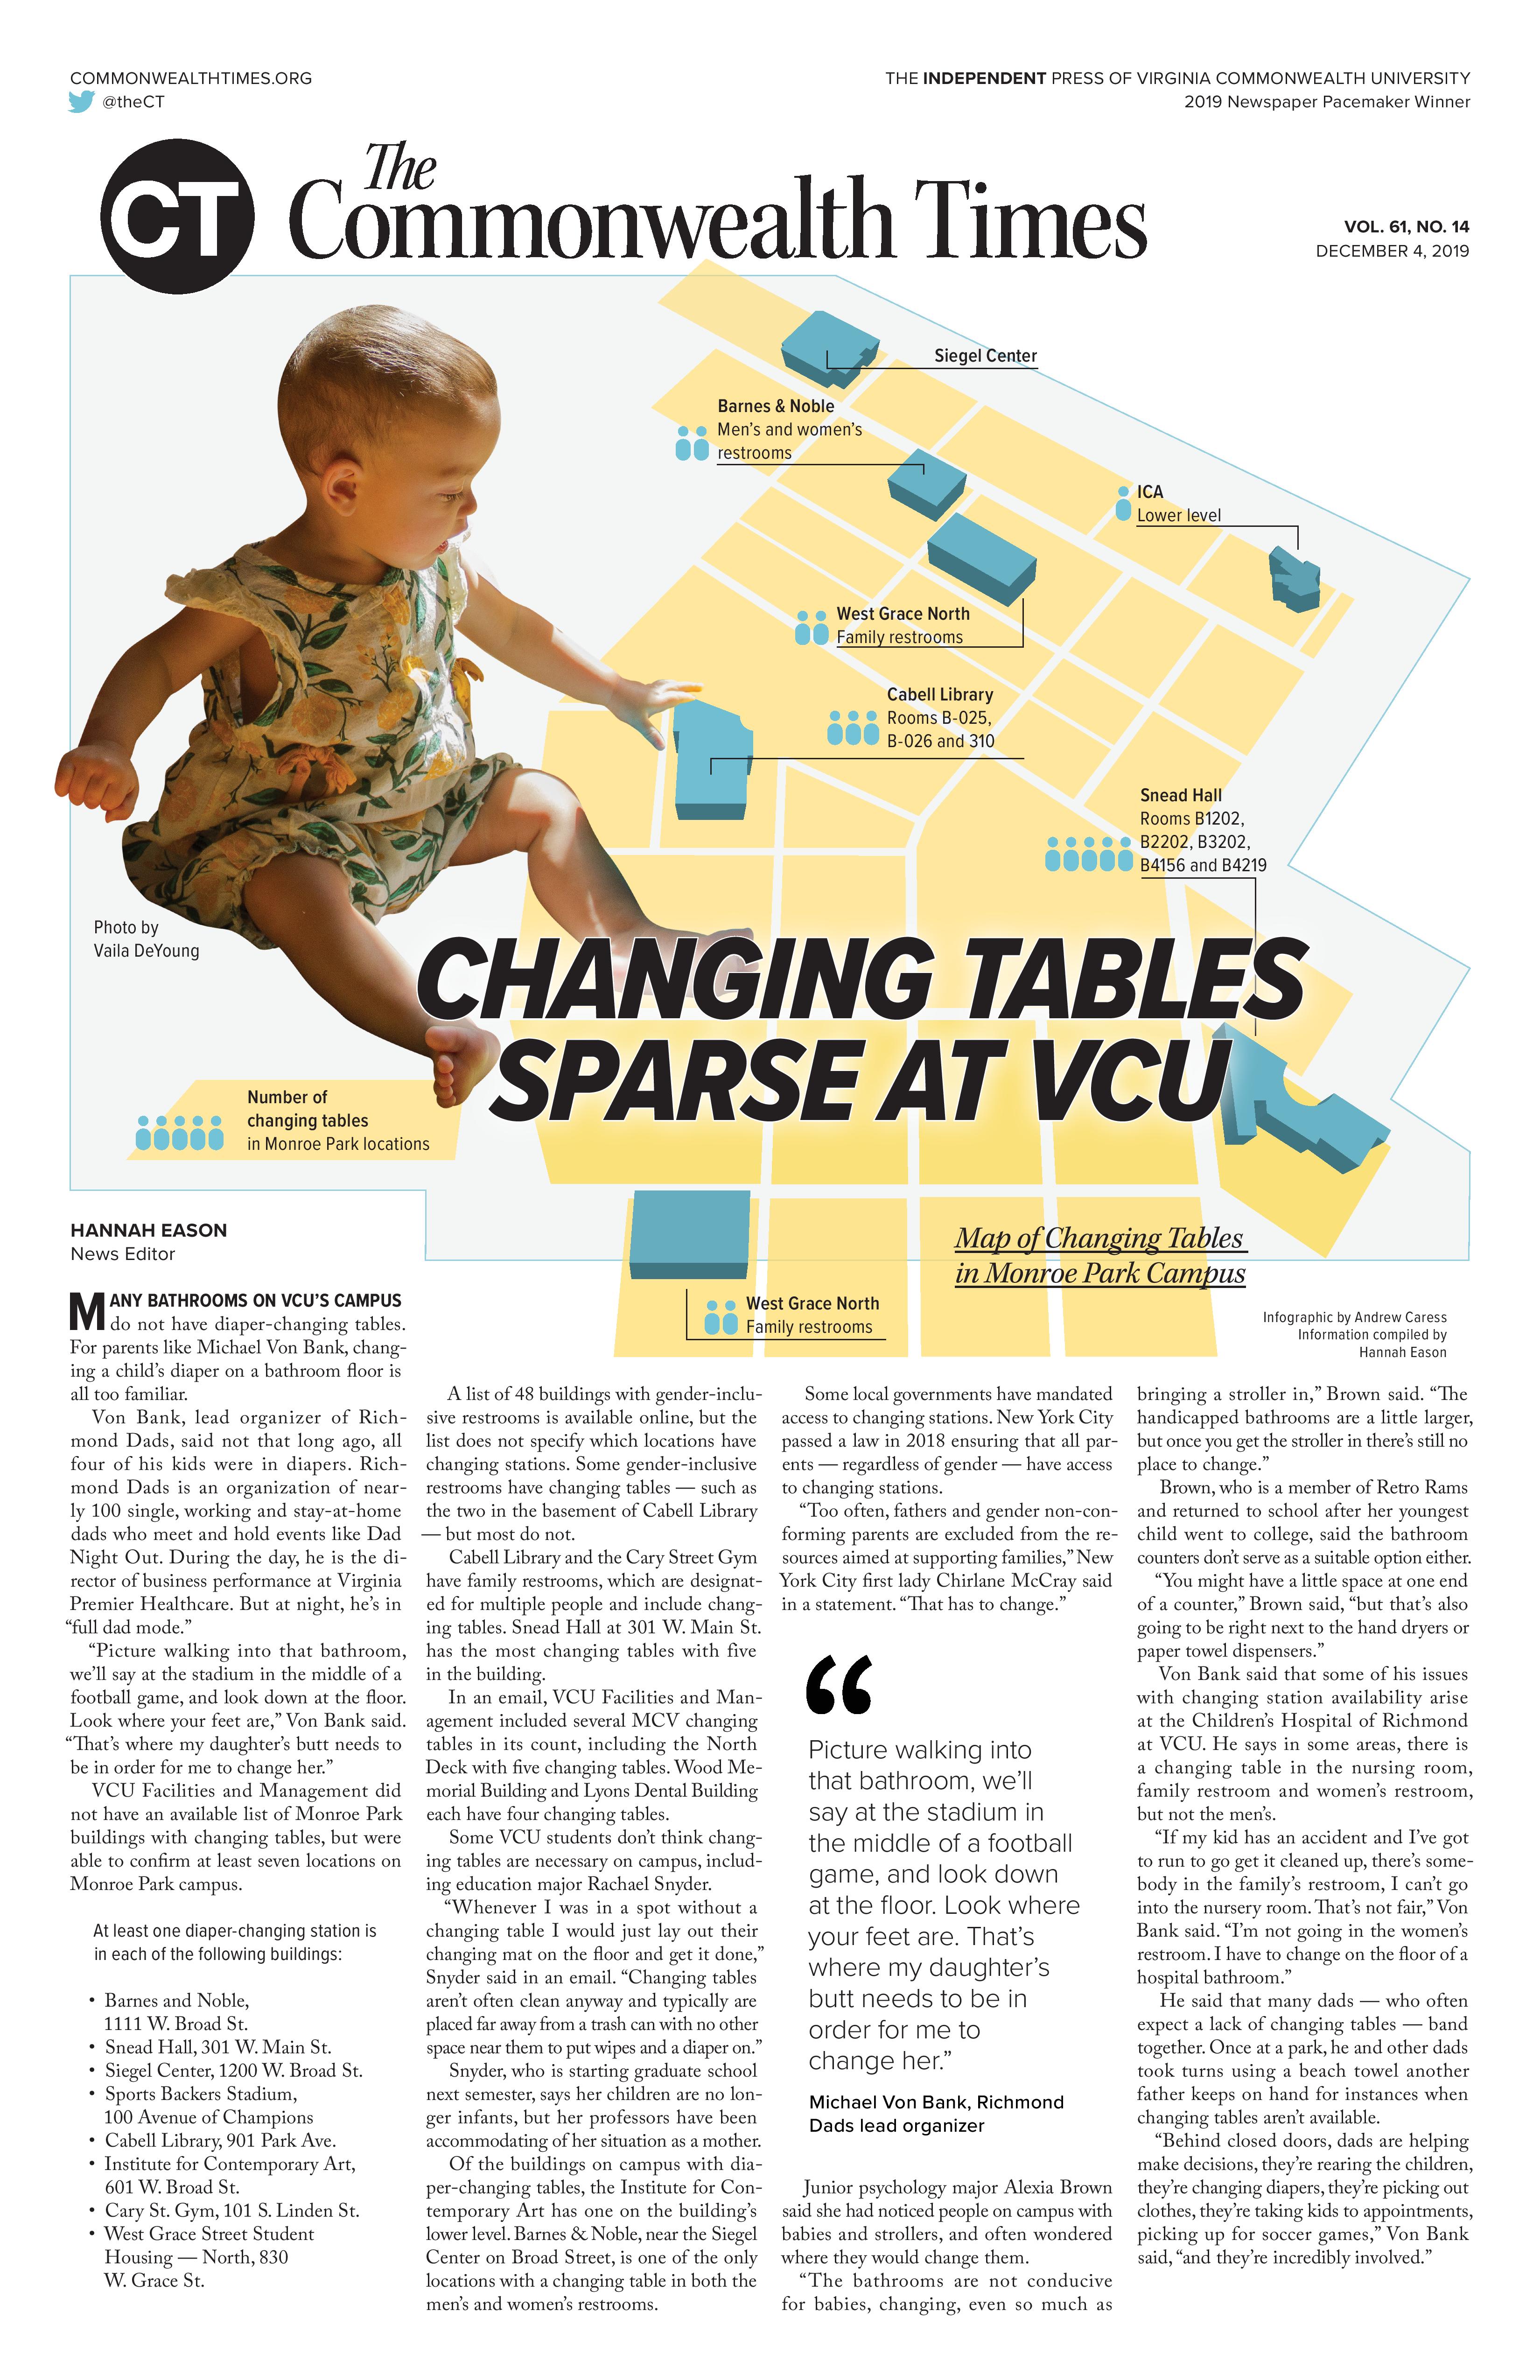 COMMONWEALTHTIMES.ORG
@theCT
THE INDEPENDENT PRESS OF VIRGINIA COMMONWEALTH UNIVERSITY
2019 Newspaper Pacemaker Winner
CT
The
Commonwealth Times
VOL. 61, NO. 14
DECEMBER 4, 2019
Siegel Center
Barnes & Noble
Men's and women's
restrooms
ICA
Lower level
West Grace North
Family restrooms
Cabell Library
Rooms B-025,
B-026 and 310
Snead Hall
Rooms B1202,
B2202, B3202,
B4156 and B4219
Photo by
Vaila DeYoung
CHANGING TABLES
SPARSE AT VCU
Number of
changing tables
in Monroe Park locations
Map of Changing Tables
in Monroe Park Campus
West Grace North
Family restrooms
Infographic by Andrew Caress
Information compiled by
Hannah Eason
HANNAH EASON
News Editor
MANY BATHROOMS ON VCU'S CAMPUS
do not have diaper-changing tables.
For parents like Michael Von Bank, chang-
ing a child's diaper on a bathroom floor is
all too familiar.
Von Bank, lead organizer of Rich-
mond Dads, said not that long ago, all
four of his kids were in diapers. Rich-
mond Dads is an organization of near-
ly 100 single, working and stay-at-home
dads who meet and hold events like Dad
Night Out. During the day, he is the di-
rector of business performance at Virginia
Premier Healthcare. But at night, he's in
"full dad mode."
"Picture walking into that bathroom,
we'll say at the stadium in the middle of a
football game, and look down at the floor.
Look where your feet are," Von Bank said.
"That's where my daughter's butt needs to
be in order for me to change her."
VCU Facilities and Management did
not have an available list of Monroe Park
buildings with changing tables, but were
able to confirm at least seven locations on
Monroe Park campus.
At least one diaper-changing station is
in each of the following buildings:
• Barnes and Noble,
1111 W. Broad St.
• Snead Hall, 301 W. Main St.
• Siegel Center, 1200 W. Broad St.
• Sports Backers Stadium,
100 Avenue of Champions
• Cabell Library, 901 Park Ave.
• Institute for Contemporary Art,
601 W. Broad St.
• Cary St. Gym, 101 S. Linden St.
• West Grace Street Student
Housing — North, 830
W. Grace St.
A list of 48 buildings with gender-inclu-
sive restrooms is available online, but the
list does not specify which locations have
changing stations. Some gender-inclusive
restrooms have changing tables — such as
the two in the basement of Cabell Library
— but most do not.
Cabell Library and the Cary Street Gym
have family restrooms, which are designat-
ed for multiple people and include chang-
ing tables. Snead Hall at 301 W. Main St.
has the most changing tables with five
in the building.
In an email, VCU Facilities and Man-
agement included several MCV changing
tables in its count, including the North
Deck with five changing tables. Wood Me-
morial Building and Lyons Dental Building
each have four changing tables.
Some VCU students don't think chang-
ing tables are necessary on campus, includ-
ing education major Rachael Snyder.
"Whenever I was in a spot without a
changing table I would just lay out their
changing mat on the floor and get it done,"
Snyder said in an email. "Changing tables
aren't often clean anyway and typically are
placed far away from a trash can with no other
space near them to put wipes and a diaper on."
Snyder, who is starting graduate school
next semester, says her children are no lon-
ger infants, but her professors have been
accommodating of her situation as a mother.
Of the buildings on campus with dia-
per-changing tables, the Institute for Con-
temporary Art has one on the building's
lower level. Barnes & Noble, near the Siegel
Center on Broad Street, is one of the only
locations with a changing table in both the
men's and women's restrooms.
Some local governments have mandated
access to changing stations. New York City
passed a law in 2018 ensuring that all par-
ents — regardless of gender — have access
to changing stations.
"Too often, fathers and gender non-con-
forming parents are excluded from the re-
sources aimed at supporting families," New
York City first lady Chirlane McCray said
in a statement. "That has to change."
“
Picture walking into
that bathroom, we'll
say at the stadium in
the middle of a football
game, and look down
at the floor. Look where
your feet are. That's
where my daughter's
butt needs to be in
order for me to
change her."
Michael Von Bank, Richmond
Dads lead organizer
Junior psychology major Alexia Brown
said she had noticed people on campus with
babies and strollers, and often wondered
where they would change them.
"The bathrooms are not conducive
for babies, changing, even so much as
bringing a stroller in," Brown said. "The
handicapped bathrooms are a little larger,
but once you get the stroller in there's still no
place to change."
Brown, who is a member of Retro Rams
and returned to school after her youngest
child went to college, said the bathroom
counters don't serve as a suitable option either.
"You might have a little space at one end
of a counter," Brown said, "but that's also
going to be right next to the hand dryers or
paper towel dispensers."
Von Bank said that some of his issues
with changing station availability arise
at the Children's Hospital of Richmond
at VCU. He says in some areas, there is
a changing table in the nursing room,
family restroom and women's restroom,
but not the men's.
"If my kid has an accident and I've got
to run to go get it cleaned up, there's some-
body in the family's restroom, I can't go
into the nursery room. That's not fair," Von
Bank said. "I'm not going in the women's
restroom. I have to change on the floor of a
hospital bathroom."
He said that many dads — who often
expect a lack of changing tables — band
together. Once at a park, he and other dads
took turns using a beach towel another
father keeps on hand for instances when
changing tables aren't available.
"Behind closed doors, dads are helping
make decisions, they're rearing the children,
they're changing diapers, they're picking out
clothes, they're taking kids to appointments,
picking up for soccer games," Von Bank
said, "and they're incredibly involved."